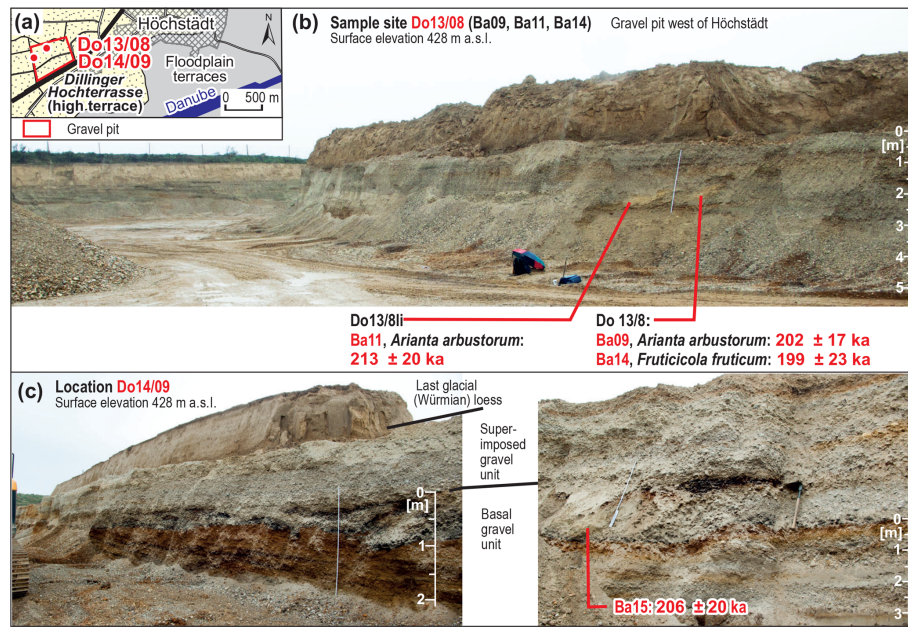 (a)
Höchstädt
N
Do13/08
Do14/09
Floodplain
terraces
Dillinger
Hochterrasse
(high terrace)
Danube
0 500 m
Gravel pit
(b) Sample site Do13/08 (Ba09, Ba11, Ba14) Gravel pit west of Höchstädt
Surface elevation 428 m a.s.l.
0
[m]
1
2
3
4
5
Do13/8li
Ba11, Arianta arbustorum:
213 ± 20 ka
Do 13/8:
Ba09, Arianta arbustorum: 202 ± 17 ka
Ba14, Fruticicola fruticum: 199 ± 23 ka
(c) Location Do14/09
Surface elevation 428 m a.s.l.
Last glacial
(Würmian) loess
Super-
imposed
gravel
unit
Basal
gravel
unit
0
[m]
1
2
0
[m]
1
2
3
Ba15: 206 ± 20 ka